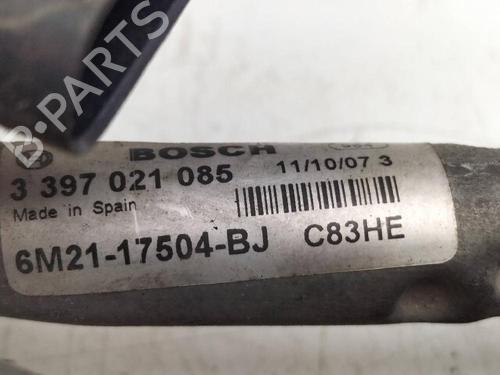 B-Parts
BOSCH
3 397 021 085 11/10/07 3
Made in Spain
6M21-17504-BJ C83HE